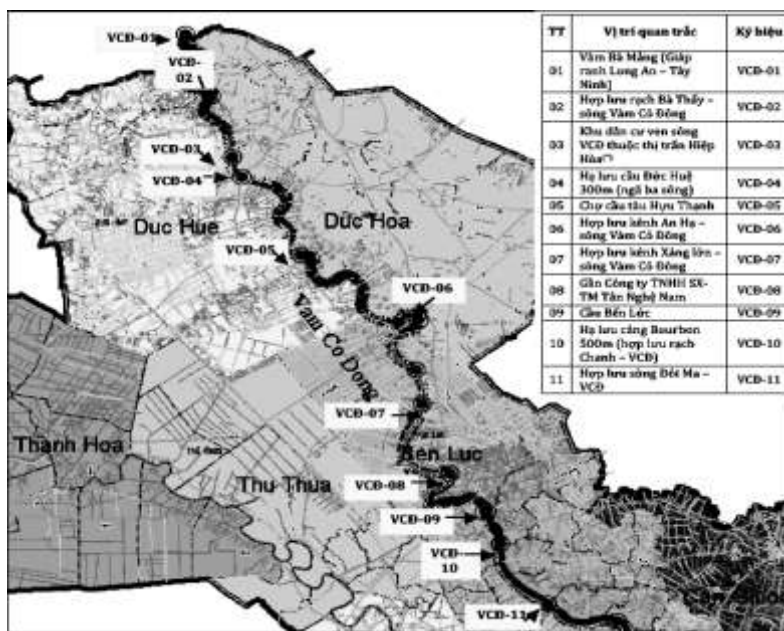 VCĐ-01
VCĐ-
02
VCĐ-03
VCĐ-04
Duc Hue
Đức Hoa
VCĐ-05
VCĐ-06
Vam Co Dong
VCĐ-07
Thanh Hoa
Ben Luc
Thu Thua
VCĐ-08
VCĐ-09
VCĐ-
10
VCĐ-11
TT Vị trí quan trắc Ký hiệu
01 Vàm Bà Mảng (Giáp
ranh Long An – Tây
Ninh) VCĐ-01
02 Hợp lưu rạch Bà Thấy –
sông Vàm Cỏ Đông VCĐ-02
03 Khu dân cư ven sông
VCĐ thuộc thị trấn Hiệp
Hòa VCĐ-03
04 Hạ lưu cầu Đức Huệ
300m (ngã ba sông) VCĐ-04
05 Chợ cầu tàu Hựu Thạnh VCĐ-05
06 Hợp lưu kênh An Hạ –
sông Vàm Cỏ Đông VCĐ-06
07 Hợp lưu kênh Xáng lớn –
sông Vàm Cỏ Đông VCĐ-07
08 Gần Công ty TNHH SX-
TM Tân Nghệ Nam VCĐ-08
09 Cầu Bến Lức VCĐ-09
10 Hạ lưu cảng Bourbon
500m (hợp lưu rạch
Chanh – VCĐ) VCĐ-10
11 Hợp lưu sông Đôi Ma –
VCĐ VCĐ-11